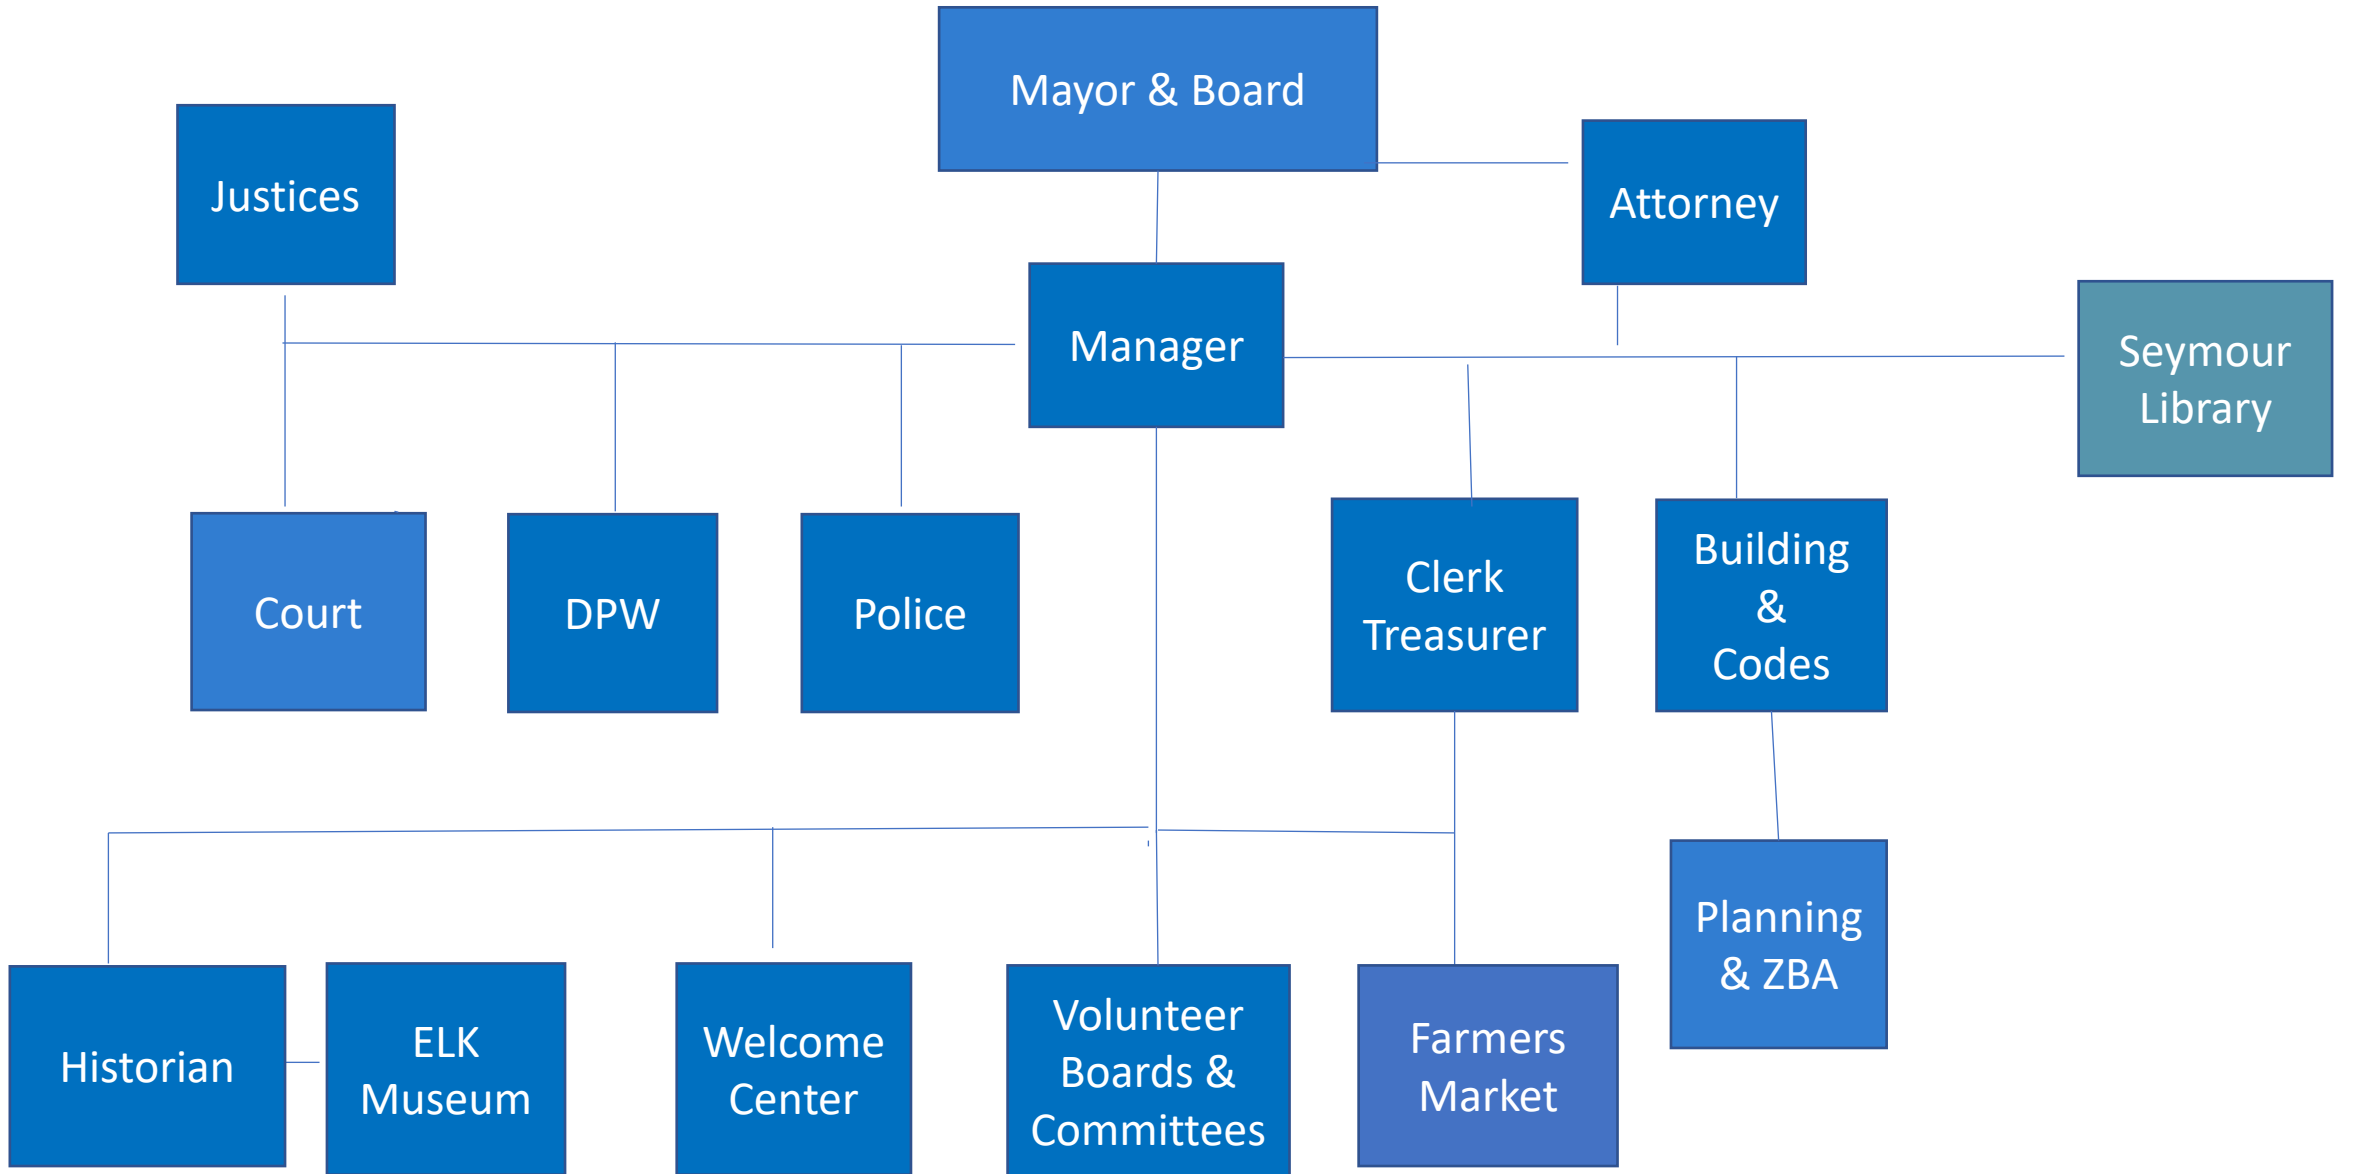 Mayor & Board
Justices
Attorney
Manager
Seymour
Library
Court
DPW
Police
Clerk
Treasurer
Building
&
Codes
Planning
& ZBA
Historian
ELK
Museum
Welcome
Center
Volunteer
Boards &
Committees
Farmers
Market